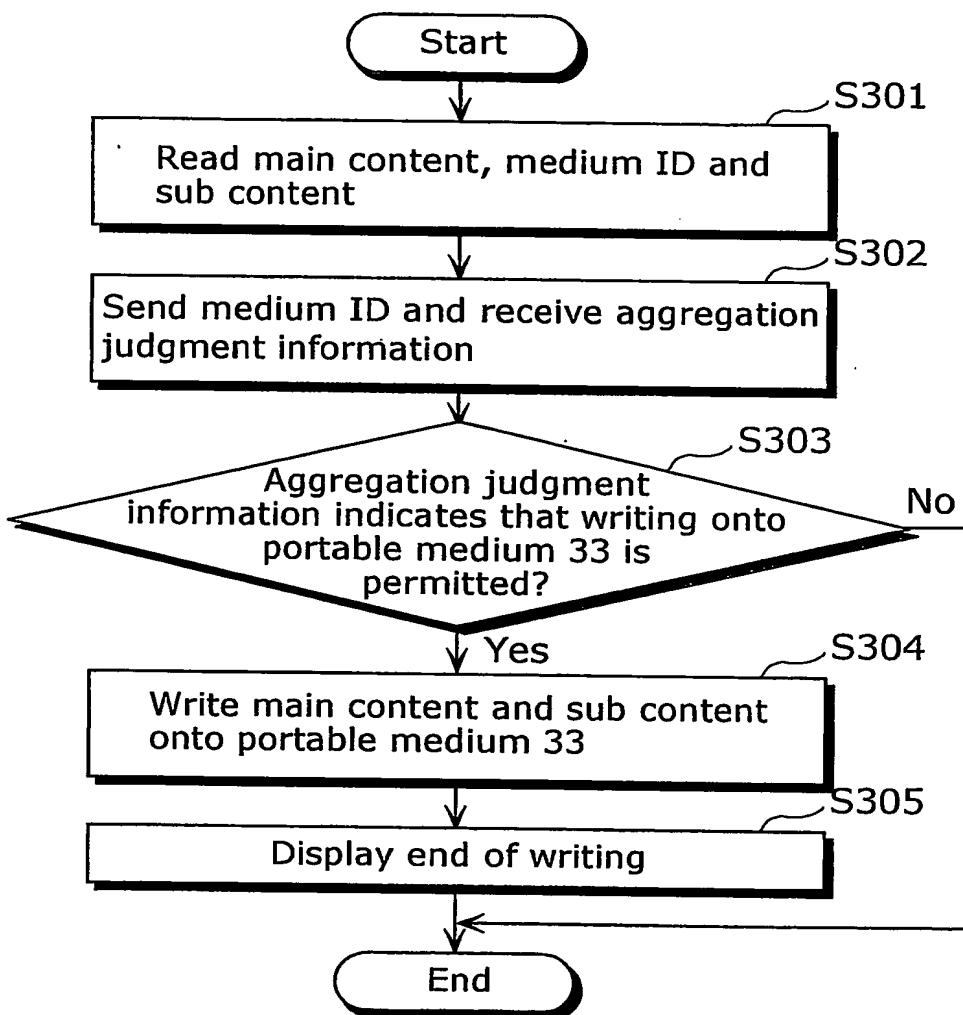 Start
S301
Read main content, medium ID and
sub content
S302
Send medium ID and receive aggregation
judgment information
S303
Aggregation judgment
information indicates that writing onto
portable medium 33 is
permitted?
No
Yes
S304
Write main content and sub content
onto portable medium 33
S305
Display end of writing
End